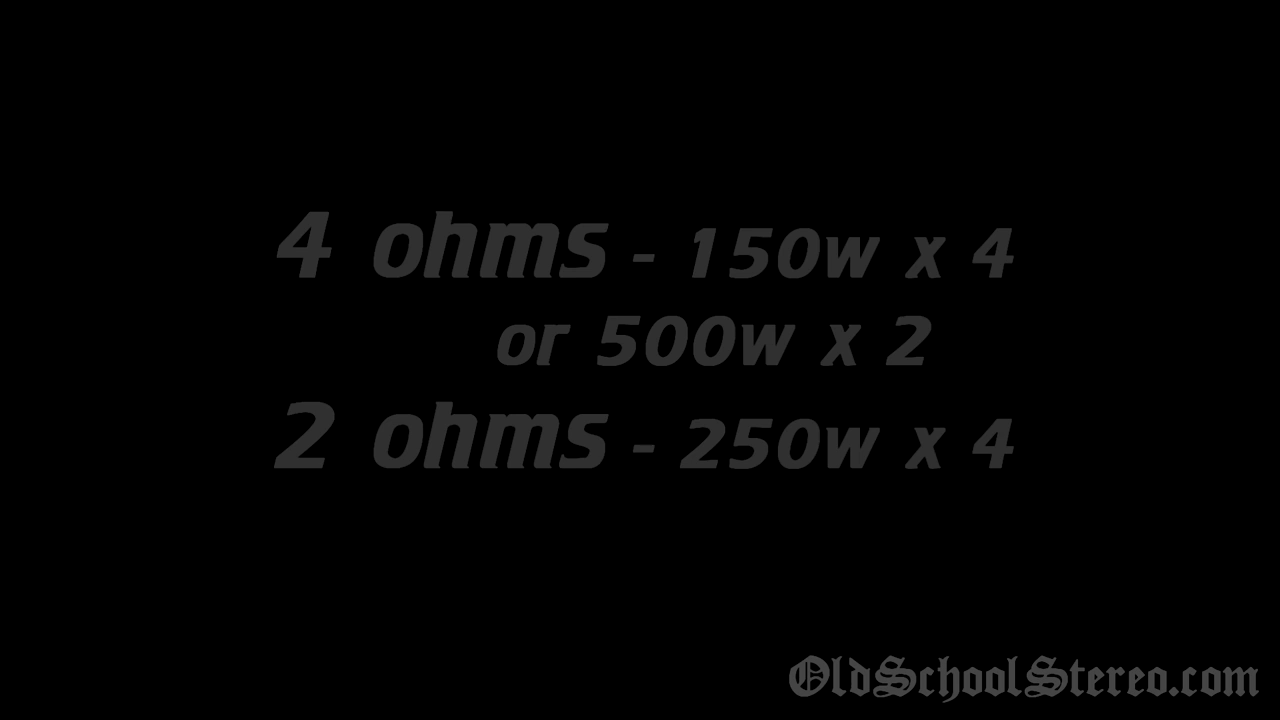 4 ohms - 150w x 4
or 500w x 2
2 ohms - 250w x 4
OldSchoolStereo.com